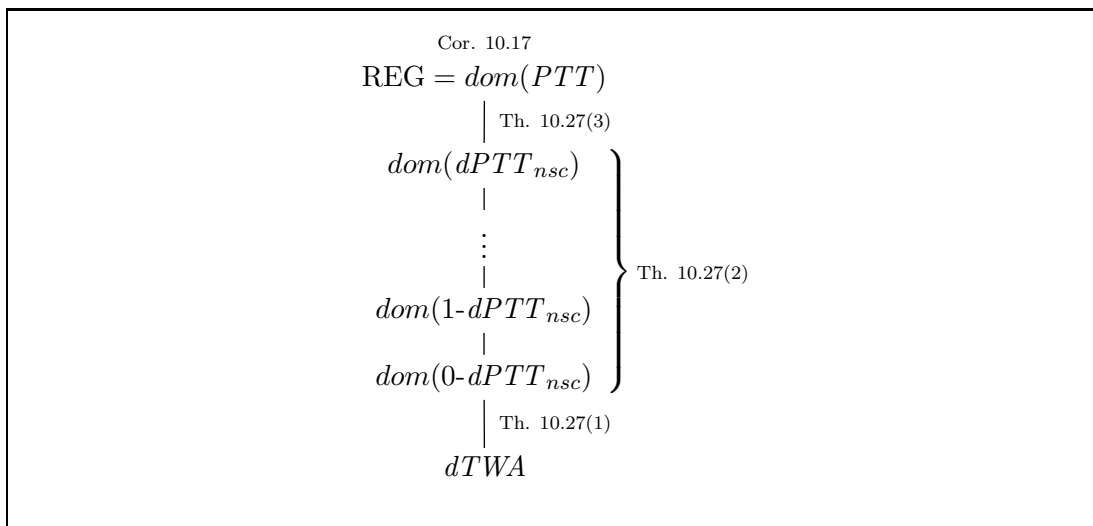 Cor. 10.17
REG = dom(PTT)
Th. 10.27(3)
dom(dPTT_nsc)
⋮
Th. 10.27(2)
dom(1-dPTT_nsc)
dom(0-dPTT_nsc)
Th. 10.27(1)
dTWA